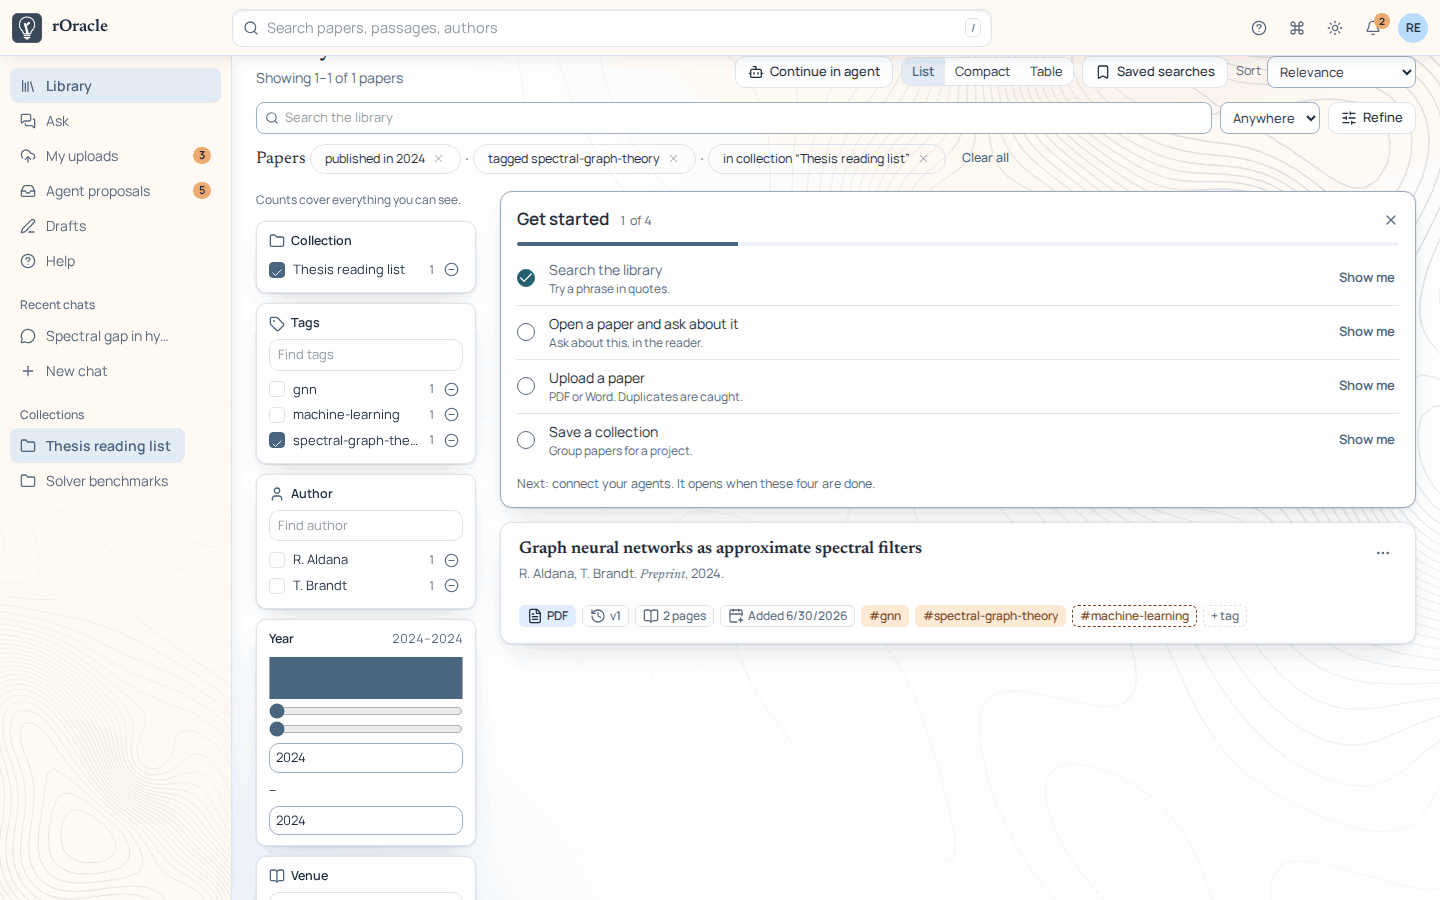 rOracle
Search papers, passages, authors
/
2
RE
Library
Ask
My uploads
3
Agent proposals
5
Drafts
Help
Recent chats
Spectral gap in hy...
New chat
Collections
Thesis reading list
Solver benchmarks
Showing 1–1 of 1 papers
Continue in agent
List
Compact
Table
Saved searches
Sort
Relevance
Search the library
Anywhere
Refine
Papers
published in 2024
·
tagged spectral-graph-theory
·
in collection “Thesis reading list”
Clear all
Counts cover everything you can see.
Collection
Thesis reading list 1
Tags
Find tags
gnn 1
machine-learning 1
spectral-graph-the... 1
Author
Find author
R. Aldana 1
T. Brandt 1
Year 2024–2024
2024
–
2024
Venue
Get started 1 of 4
Search the library
Try a phrase in quotes.
Show me
Open a paper and ask about it
Ask about this, in the reader.
Show me
Upload a paper
PDF or Word. Duplicates are caught.
Show me
Save a collection
Group papers for a project.
Show me
Next: connect your agents. It opens when these four are done.
Graph neural networks as approximate spectral filters
R. Aldana, T. Brandt. Preprint, 2024.
PDF v1 2 pages Added 6/30/2026 #gnn #spectral-graph-theory #machine-learning + tag